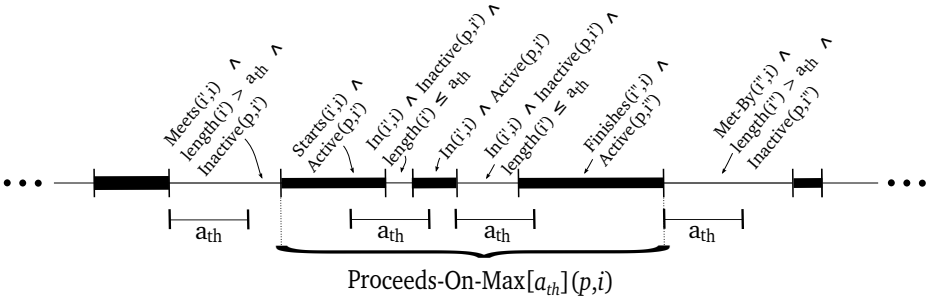 Meets(i',i) ∧
length(i') > a_th ∧
Inactive(p,i')
Starts(i',i) ∧
Active(p,i')
In(i',i) ∧ Inactive(p,i') ∧
length(i') ≤ a_th
In(i',i) ∧ Active(p,i')
In(i',i) ∧ Inactive(p,i') ∧
length(i') ≤ a_th
Finishes(i'',i) ∧
Active(p,i'')
Met-By(i'',i) ∧
length(i'') > a_th ∧
Inactive(p,i'')
a_th
a_th
a_th
a_th
Proceeds-On-Max[a_th](p,i)